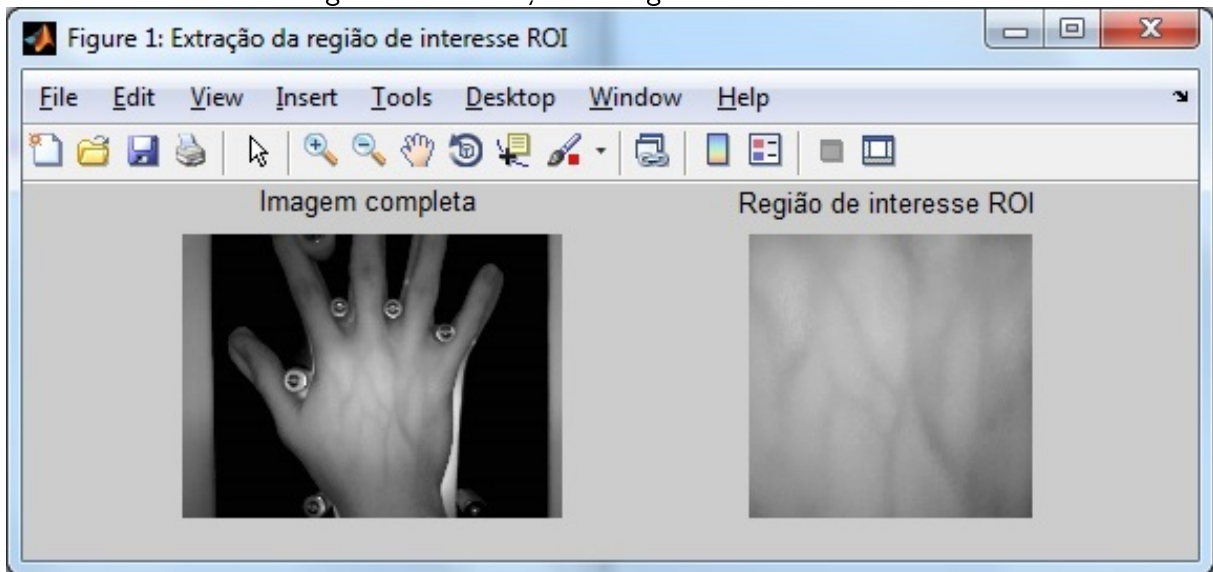 Figure 1: Extração da região de interesse ROI
File Edit View Insert Tools Desktop Window Help
Imagem completa
Região de interesse ROI